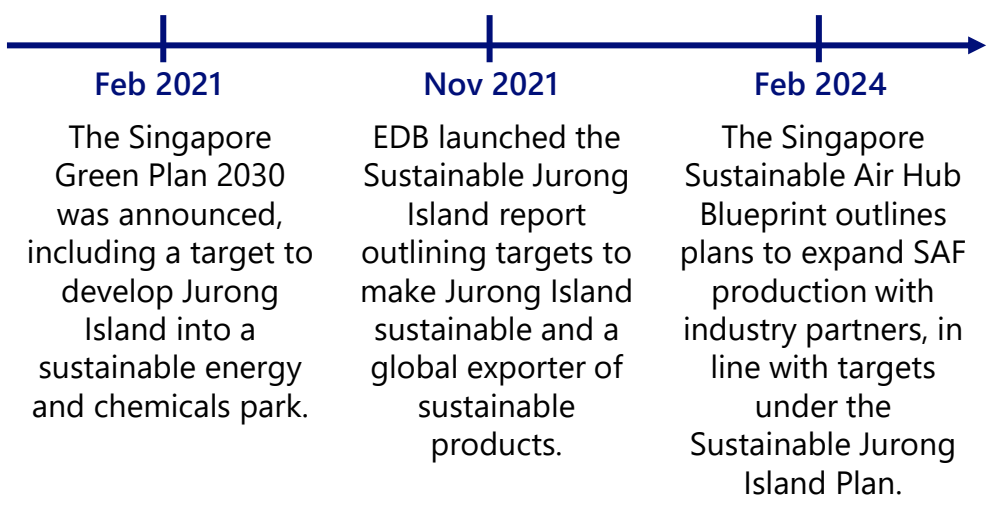 Feb 2021
The Singapore
Green Plan 2030
was announced,
including a target to
develop Jurong
Island into a
sustainable energy
and chemicals park.
Nov 2021
EDB launched the
Sustainable Jurong
Island report
outlining targets to
make Jurong Island
sustainable and a
global exporter of
sustainable
products.
Feb 2024
The Singapore
Sustainable Air Hub
Blueprint outlines
plans to expand SAF
production with
industry partners, in
line with targets
under the
Sustainable Jurong
Island Plan.